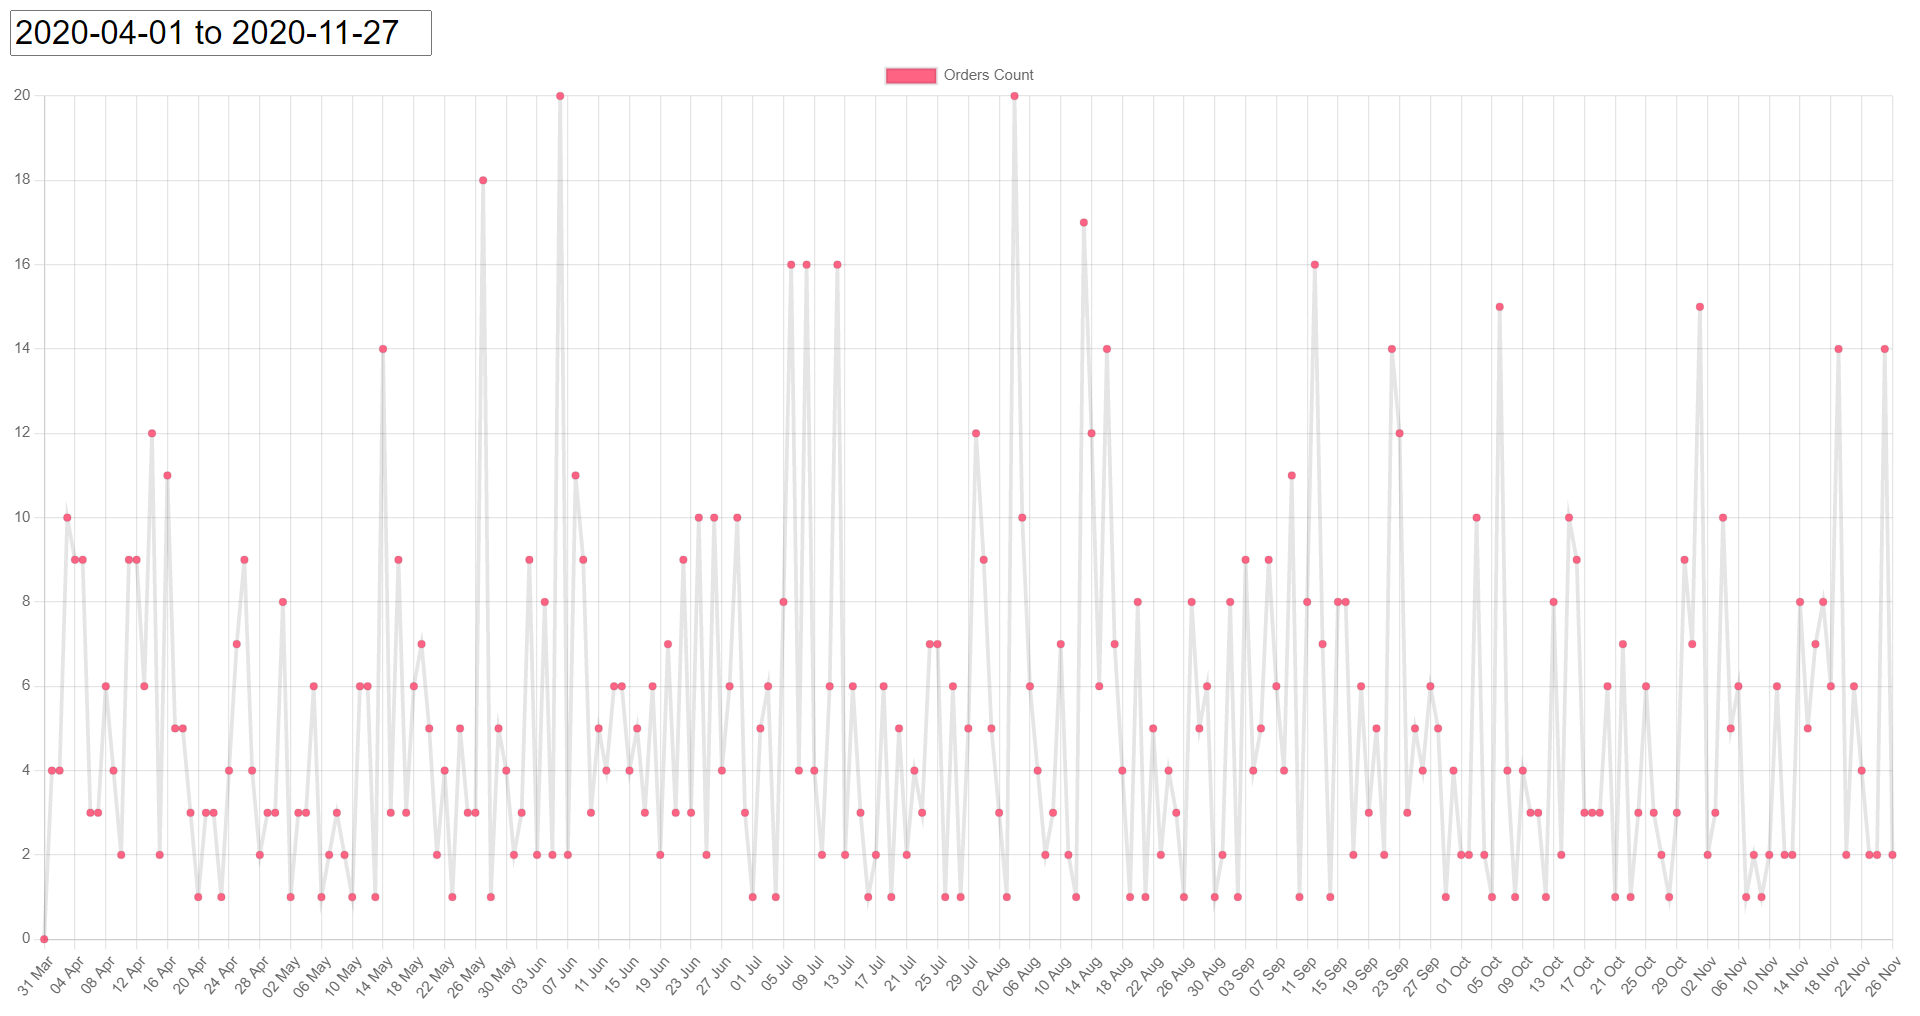 2020-04-01 to 2020-11-27
Orders Count
20
18
16
14
12
10
8
6
4
2
0
31 Mar
04 Apr
08 Apr
12 Apr
16 Apr
20 Apr
24 Apr
28 Apr
02 May
06 May
10 May
14 May
18 May
22 May
26 May
30 May
03 Jun
07 Jun
11 Jun
15 Jun
19 Jun
23 Jun
27 Jun
01 Jul
05 Jul
09 Jul
13 Jul
17 Jul
21 Jul
25 Jul
29 Jul
02 Aug
06 Aug
10 Aug
14 Aug
18 Aug
22 Aug
26 Aug
30 Aug
03 Sep
07 Sep
11 Sep
15 Sep
19 Sep
23 Sep
27 Sep
01 Oct
05 Oct
09 Oct
13 Oct
17 Oct
21 Oct
25 Oct
29 Oct
02 Nov
06 Nov
10 Nov
14 Nov
18 Nov
22 Nov
26 Nov